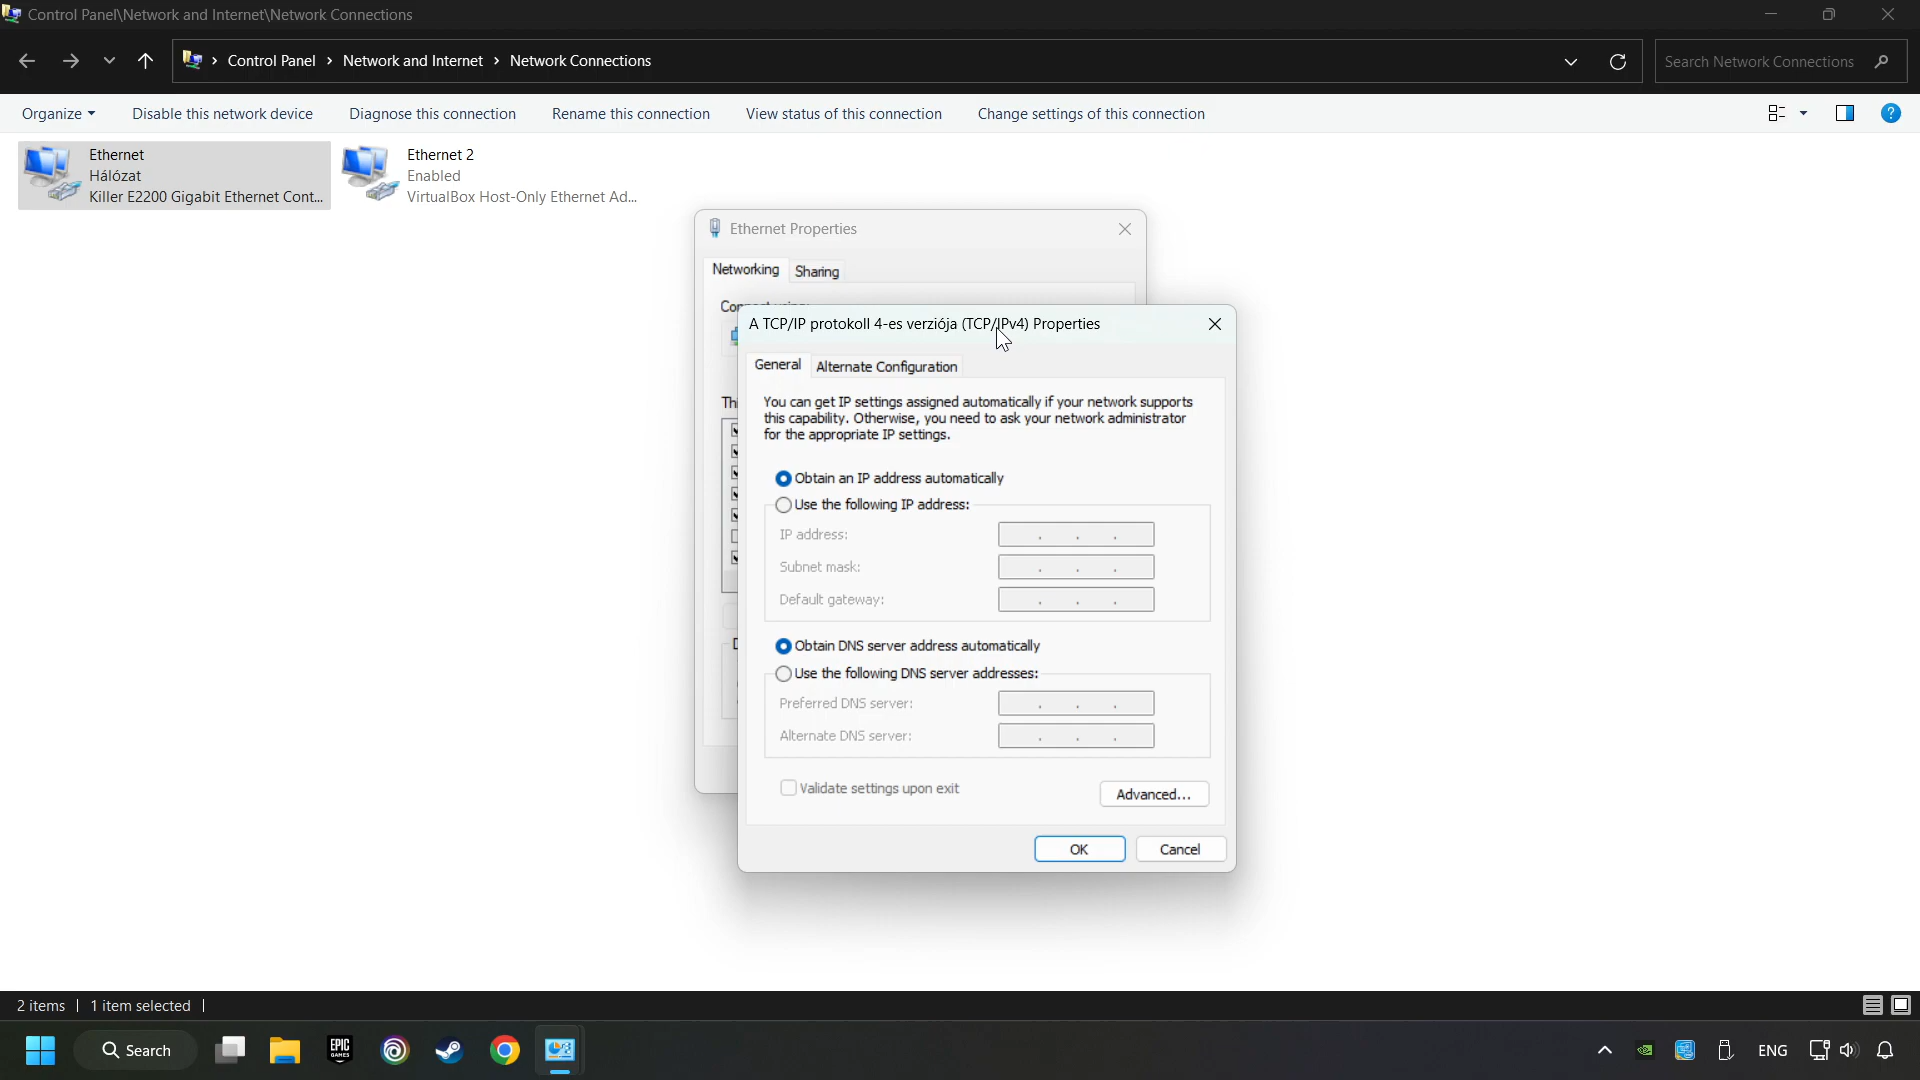 Control Panel\Network and Internet\Network Connections
Control Panel › Network and Internet › Network Connections
Search Network Connections
Organize
Disable this network device
Diagnose this connection
Rename this connection
View status of this connection
Change settings of this connection
Ethernet
Hálózat
Killer E2200 Gigabit Ethernet Cont...
Ethernet 2
Enabled
VirtualBox Host-Only Ethernet Ad...
Ethernet Properties
Networking
Sharing
A TCP/IP protokoll 4-es verziója (TCP/IPv4) Properties
General
Alternate Configuration
You can get IP settings assigned automatically if your network supports
this capability. Otherwise, you need to ask your network administrator
for the appropriate IP settings.
Obtain an IP address automatically
Use the following IP address:
IP address:
Subnet mask:
Default gateway:
Obtain DNS server address automatically
Use the following DNS server addresses:
Preferred DNS server:
Alternate DNS server:
Validate settings upon exit
Advanced...
OK
Cancel
2 items
1 item selected
Search
EPIC GAMES
ENG